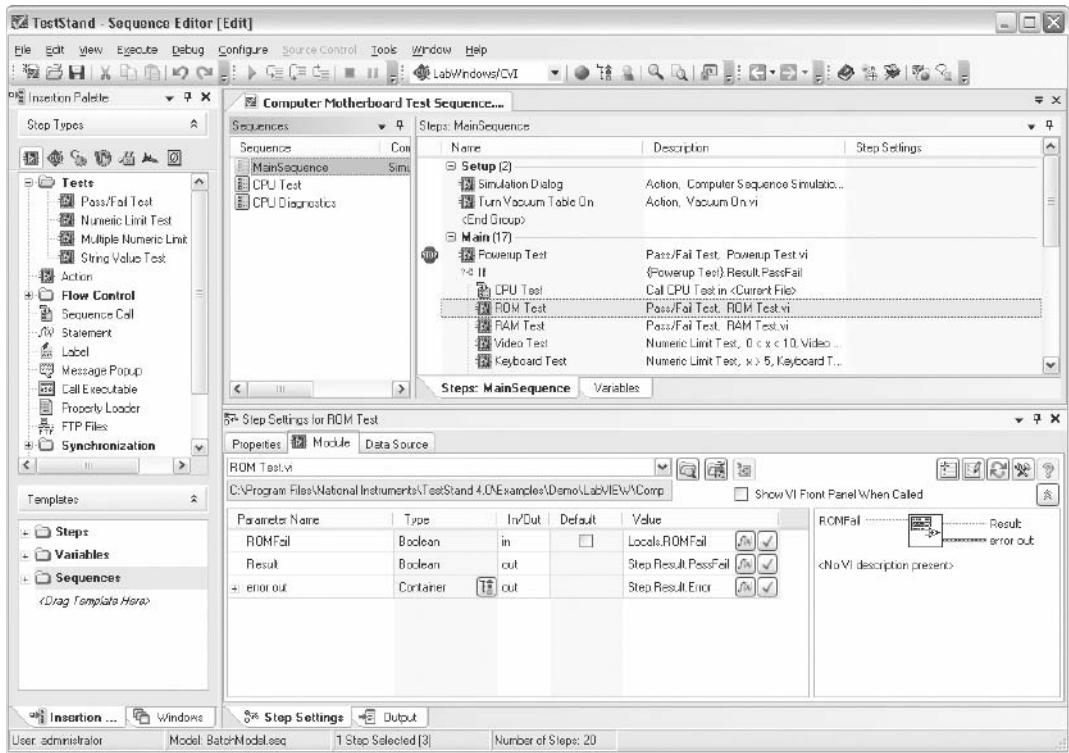 TestStand - Sequence Editor [Edit]
File Edit View Execute Debug Configure Source Control Tools Window Help
LabWindows/CVI
Insertion Palette
Step Types
Tests
Pass/Fail Test
Numeric Limit Test
Multiple Numeric Limit
String Value Test
Action
Flow Control
Sequence Call
Statement
Label
Message Popup
Call Executable
Property Loader
FTP Files
Synchronization
Templates
Steps
Variables
Sequences
<Drag Template Here>
Insertion ... Windows
Computer Motherboard Test Sequence....
Sequences
Sequence Con
MainSequence Simu
CPU Test
CPU Diagnostics
Steps: MainSequence
Name Description Step Settings
Setup (2)
Simulation Dialog Action, Computer Sequence Simulatio...
Turn Vacuum Table On Action, Vacuum On.vi
<End Group>
Main (17)
Powerup Test Pass/Fail Test, Powerup Test.vi
If {Powerup Test}.Result.PassFail
CPU Test Call CPU Test in <Current File>
ROM Test Pass/Fail Test, ROM Test.vi
RAM Test Pass/Fail Test, RAM Test.vi
Video Test Numeric Limit Test, 0 < x < 10, Video ...
Keyboard Test Numeric Limit Test, x > 5, Keyboard T...
Steps: MainSequence Variables
Step Settings for ROM Test
Properties Module Data Source
ROM Test.vi
C:\Program Files\National Instruments\TestStand 4.0\Examples\Demo\LabVIEW\Comp
Show VI Front Panel When Called
Parameter Name Type In/Out Default Value
ROMFail Boolean in Locals.ROMFail
Result Boolean out Step.Result.PassFail
error out Container out Step.Result.Error
ROMFail Result
error out
<No VI description present>
Step Settings Output
User: administrator Model: BatchModel.seq 1 Step Selected [3] Number of Steps: 20